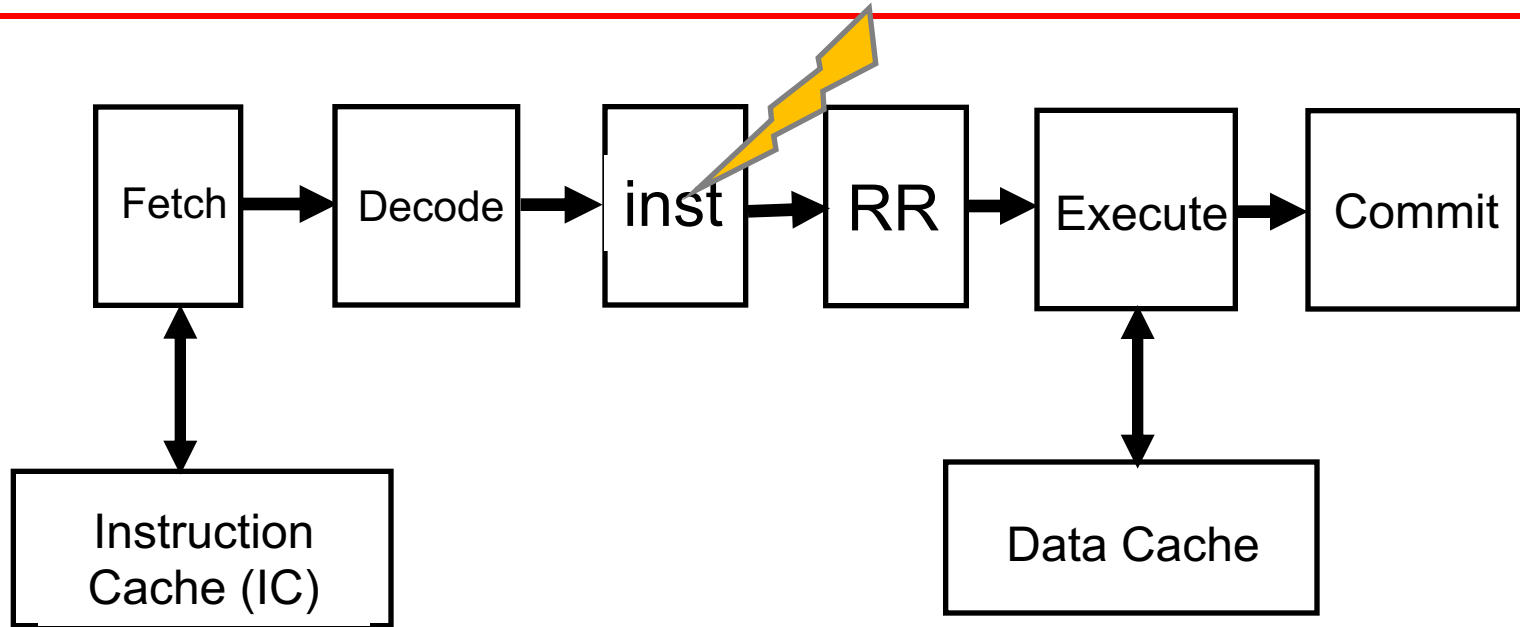 Fetch
Decode
inst
RR
Execute
Commit
Instruction
Cache (IC)
Data Cache